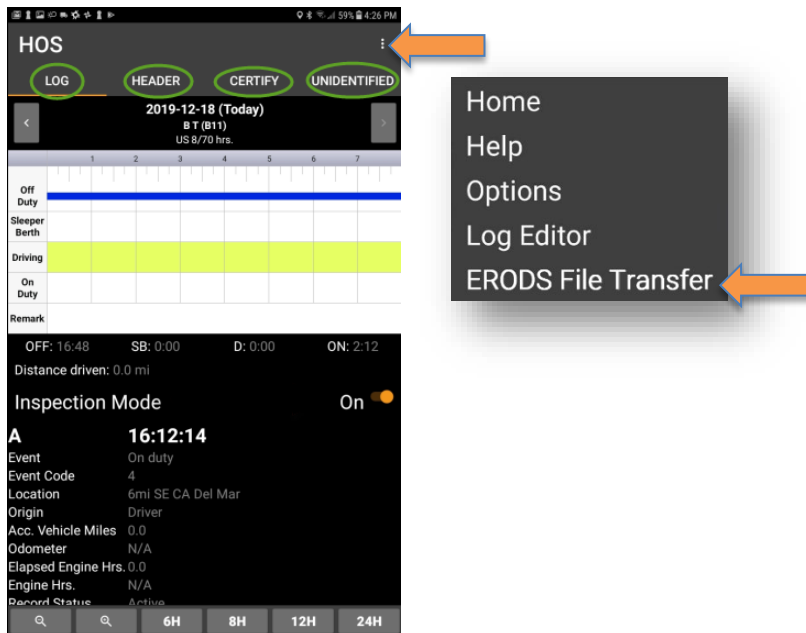 59% 4:26 PM
HOS
LOG HEADER CERTIFY UNIDENTIFIED
2019-12-18 (Today)
B T (B11)
US 8/70 hrs.
1 2 3 4 5 6 7
Off
Duty
Sleeper
Berth
Driving
On
Duty
Remark
OFF: 16:48 SB: 0:00 D: 0:00 ON: 2:12
Distance driven: 0.0 mi
Inspection Mode On
A 16:12:14
Event On duty
Event Code 4
Location 6mi SE CA Del Mar
Origin Driver
Acc. Vehicle Miles 0.0
Odometer N/A
Elapsed Engine Hrs. 0.0
Engine Hrs. N/A
Record Status Active
6H 8H 12H 24H
Home
Help
Options
Log Editor
ERODS File Transfer